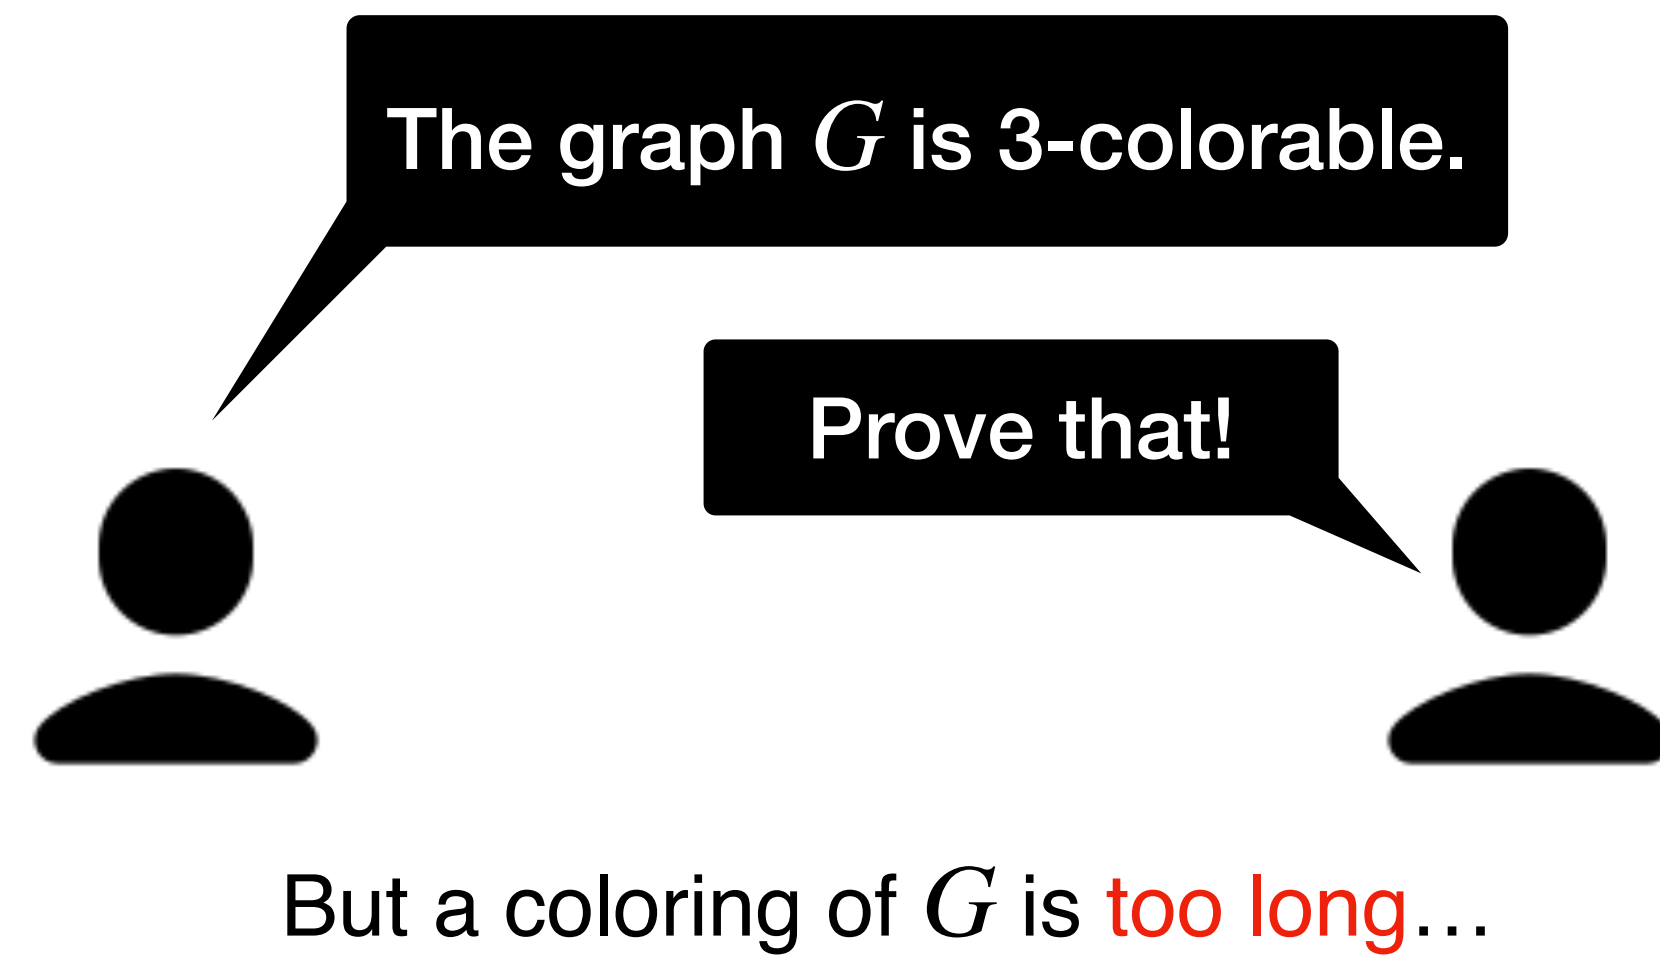 The graph G is 3-colorable.
Prove that!
But a coloring of G is too long…